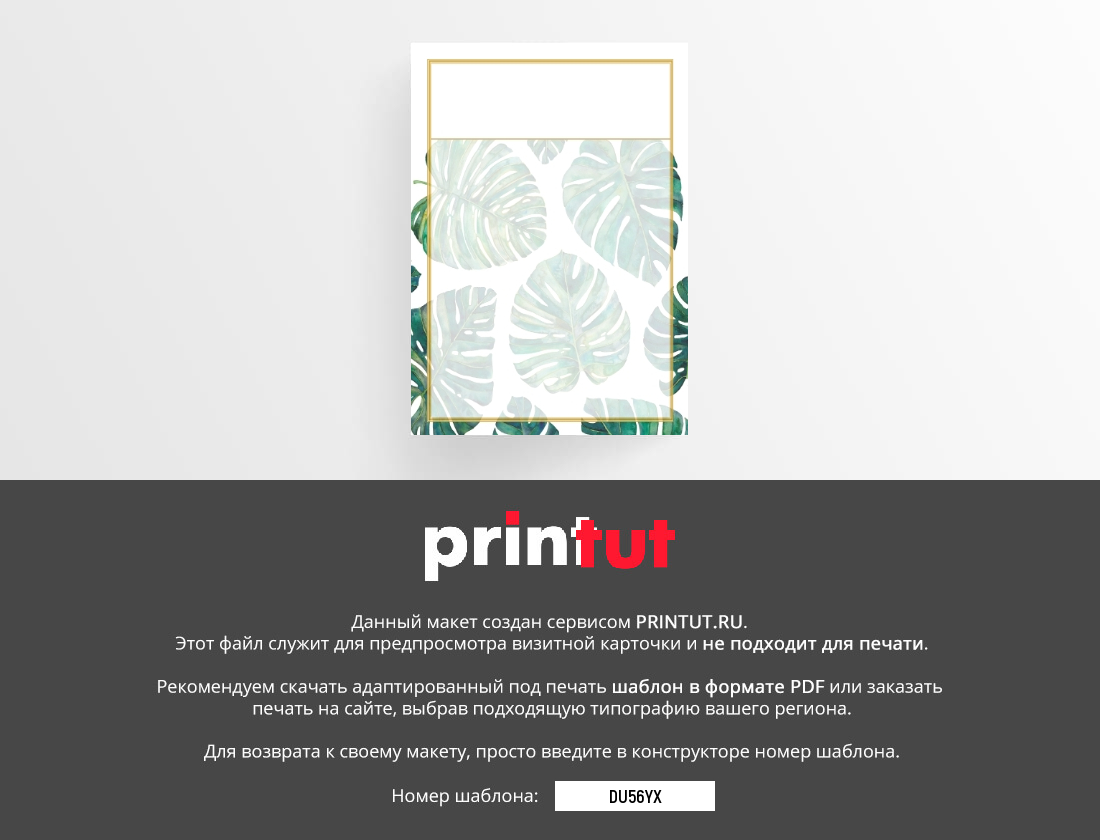 printut
Данный макет создан сервисом PRINTUT.RU.
Этот файл служит для предпросмотра визитной карточки и не подходит для печати.
Рекомендуем скачать адаптированный под печать шаблон в формате PDF или заказать
печать на сайте, выбрав подходящую типографию вашего региона.
Для возврата к своему макету, просто введите в конструкторе номер шаблона.
Номер шаблона: DU56YX